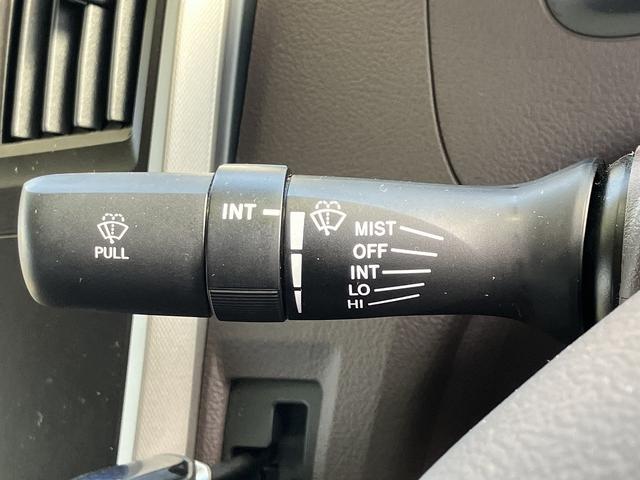 PULL
INT
MIST
OFF
INT
LO
HI